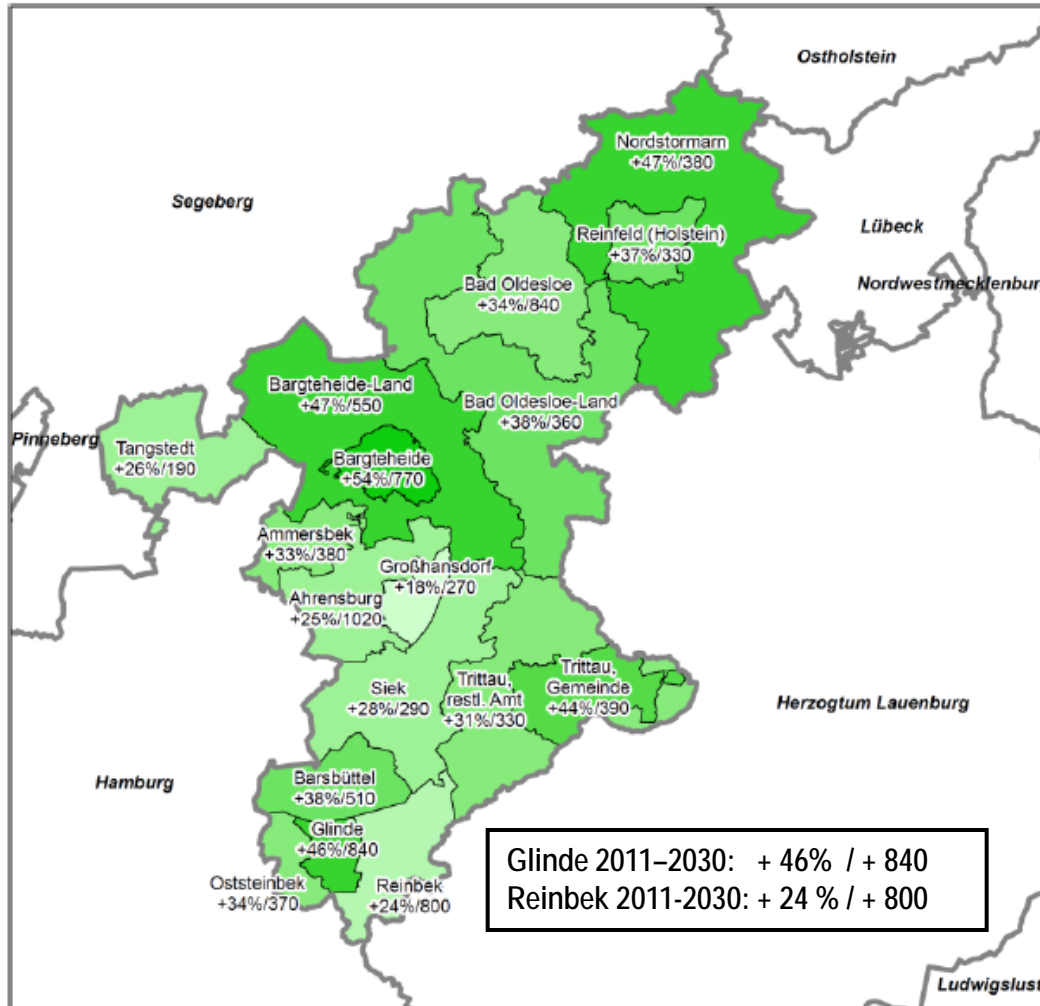 Ostholstein
Nordstormarn
+47%/380
Segeberg
Lübeck
Reinfeld (Holstein)
+37%/330
Nordwestmecklenbur
Bad Oldesloe
+34%/840
Bargteheide-Land
+47%/550
Bad Oldesloe-Land
+38%/360
Pinneberg
Tangstedt
+26%/190
Bargteheide
+54%/770
Ammersbek
+33%/380
Großhansdorf
+18%/270
Ahrensburg
+25%/1020
Siek
+28%/290
Trittau,
restl. Amt
+31%/330
Trittau,
Gemeinde
+44%/390
Herzogtum Lauenburg
Hamburg
Barsbüttel
+38%/510
Glinde
+46%/840
Oststeinbek
+34%/370
Reinbek
+24%/800
Glinde 2011–2030: + 46% / + 840
Reinbek 2011-2030: + 24 % / + 800
Ludwigslust